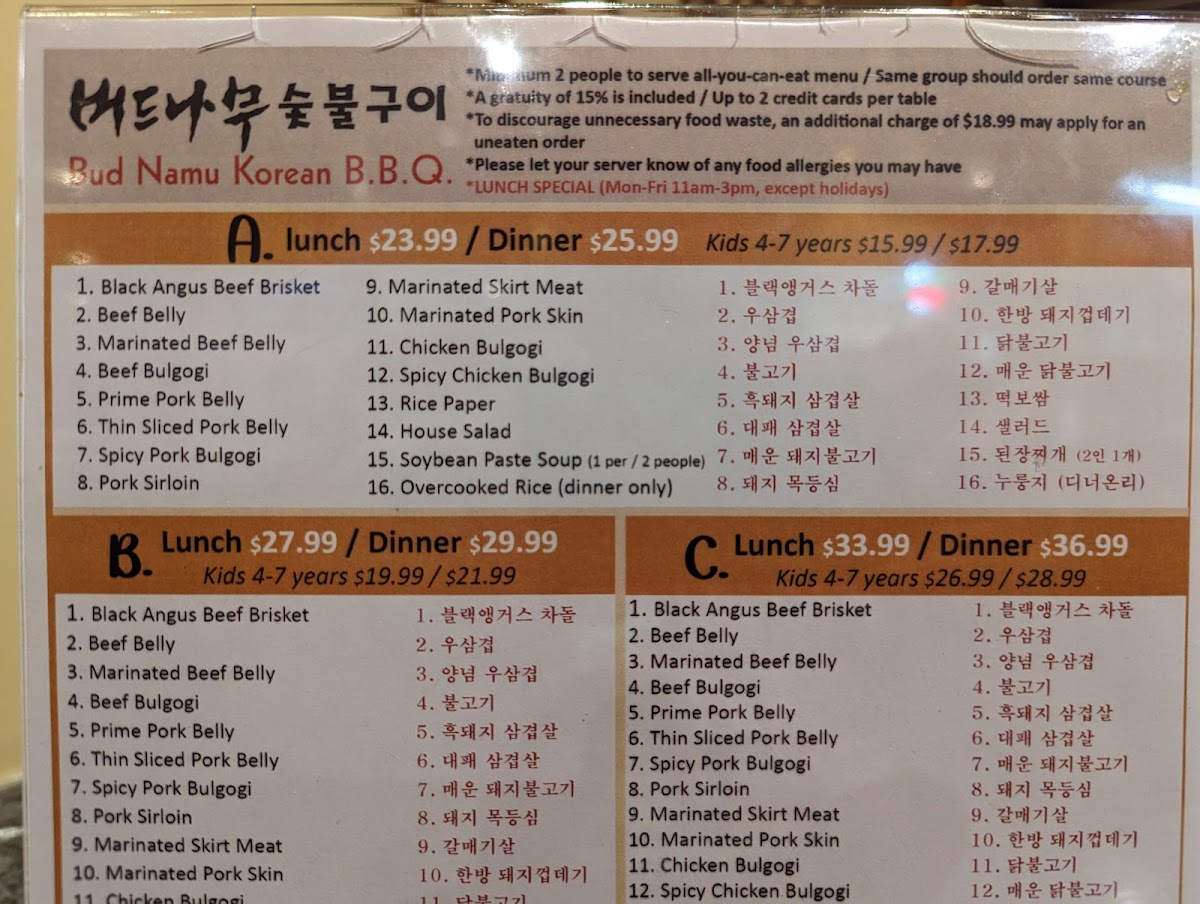 버드나무 숯불구이
Bud Namu Korean B.B.Q.
*Minimum 2 people to serve all-you-can-eat menu / Same group should order same course
*A gratuity of 15% is included / Up to 2 credit cards per table
*To discourage unnecessary food waste, an additional charge of $18.99 may apply for an
uneaten order
*Please let your server know of any food allergies you may have
*LUNCH SPECIAL (Mon-Fri 11am-3pm, except holidays)
A. lunch $23.99 / Dinner $25.99 Kids 4-7 years $15.99 / $17.99
1. Black Angus Beef Brisket
2. Beef Belly
3. Marinated Beef Belly
4. Beef Bulgogi
5. Prime Pork Belly
6. Thin Sliced Pork Belly
7. Spicy Pork Bulgogi
8. Pork Sirloin
9. Marinated Skirt Meat
10. Marinated Pork Skin
11. Chicken Bulgogi
12. Spicy Chicken Bulgogi
13. Rice Paper
14. House Salad
15. Soybean Paste Soup (1 per / 2 people)
16. Overcooked Rice (dinner only)
1. 블랙앵거스 차돌
2. 우삼겹
3. 양념 우삼겹
4. 불고기
5. 흑돼지 삼겹살
6. 대패 삼겹살
7. 매운 돼지불고기
8. 돼지 목등심
9. 갈매기살
10. 한방 돼지껍데기
11. 닭불고기
12. 매운 닭불고기
13. 떡보쌈
14. 샐러드
15. 된장찌개 (2인 1개)
16. 누룽지 (디너온리)
B. Lunch $27.99 / Dinner $29.99
Kids 4-7 years $19.99 / $21.99
1. Black Angus Beef Brisket
2. Beef Belly
3. Marinated Beef Belly
4. Beef Bulgogi
5. Prime Pork Belly
6. Thin Sliced Pork Belly
7. Spicy Pork Bulgogi
8. Pork Sirloin
9. Marinated Skirt Meat
10. Marinated Pork Skin
11. Chicken Bulgogi
1. 블랙앵거스 차돌
2. 우삼겹
3. 양념 우삼겹
4. 불고기
5. 흑돼지 삼겹살
6. 대패 삼겹살
7. 매운 돼지불고기
8. 돼지 목등심
9. 갈매기살
10. 한방 돼지껍데기
11. 닭불고기
C. Lunch $33.99 / Dinner $36.99
Kids 4-7 years $26.99 / $28.99
1. Black Angus Beef Brisket
2. Beef Belly
3. Marinated Beef Belly
4. Beef Bulgogi
5. Prime Pork Belly
6. Thin Sliced Pork Belly
7. Spicy Pork Bulgogi
8. Pork Sirloin
9. Marinated Skirt Meat
10. Marinated Pork Skin
11. Chicken Bulgogi
12. Spicy Chicken Bulgogi
1. 블랙앵거스 차돌
2. 우삼겹
3. 양념 우삼겹
4. 불고기
5. 흑돼지 삼겹살
6. 대패 삼겹살
7. 매운 돼지불고기
8. 돼지 목등심
9. 갈매기살
10. 한방 돼지껍데기
11. 닭불고기
12. 매운 닭불고기